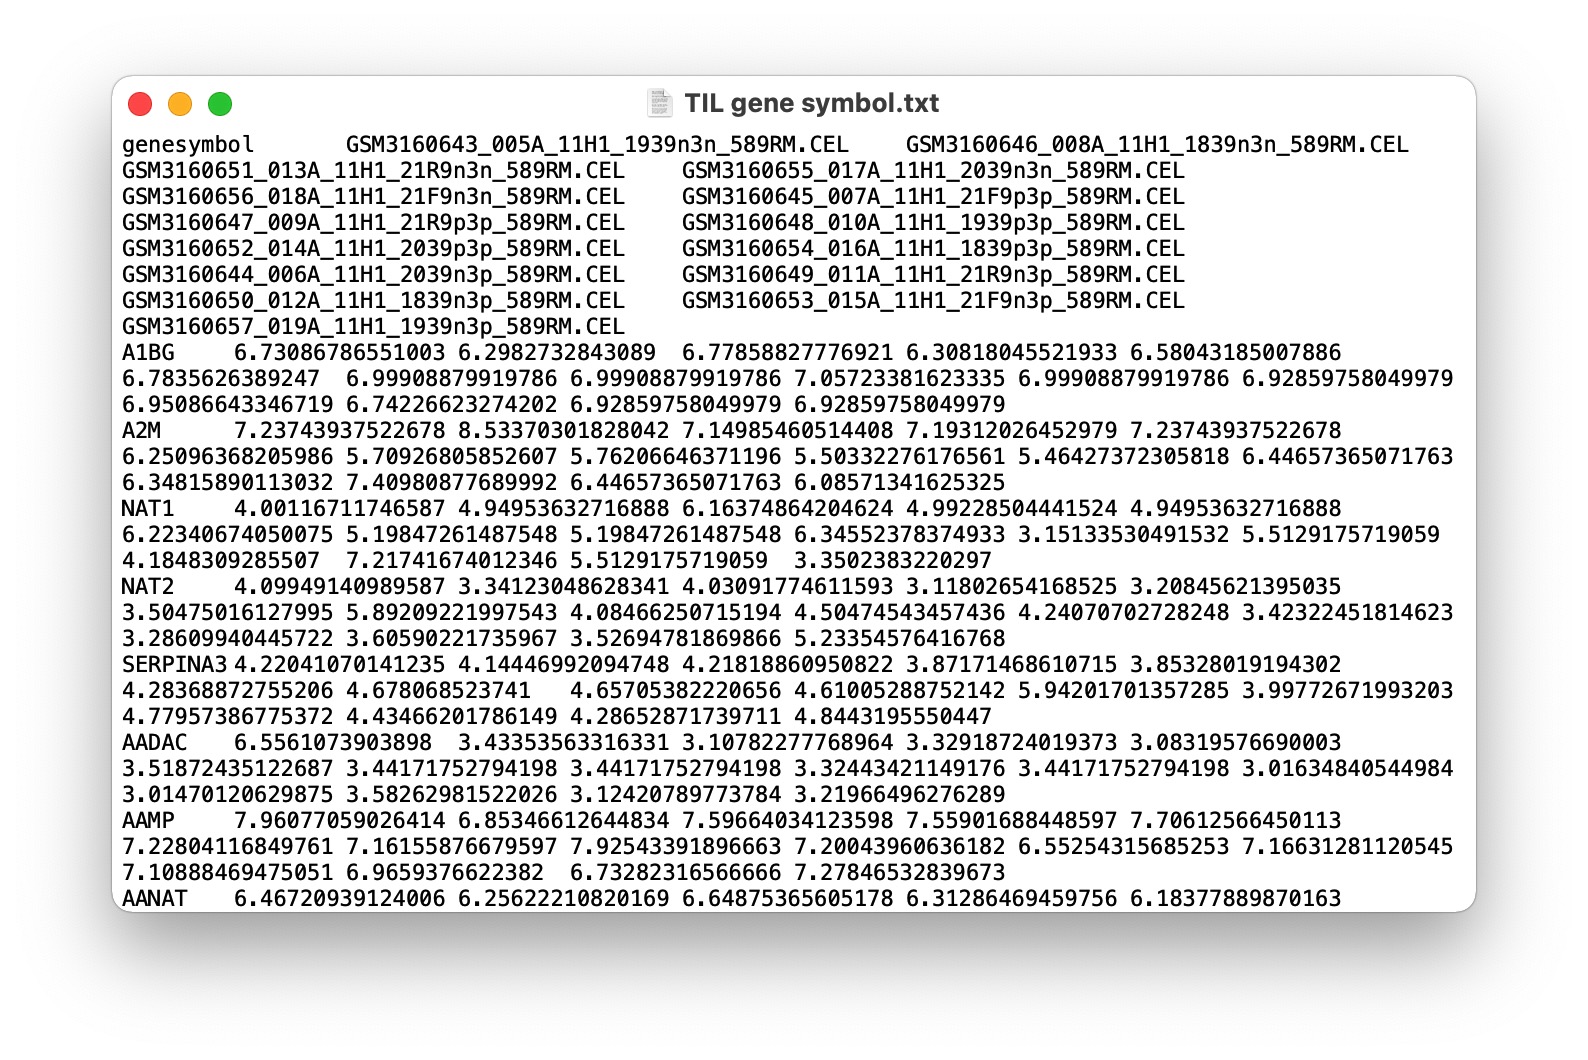 TIL gene symbol.txt
genesymbol GSM3160643_005A_11H1_1939n3n_589RM.CEL GSM3160646_008A_11H1_1839n3n_589RM.CEL
GSM3160651_013A_11H1_21R9n3n_589RM.CEL GSM3160655_017A_11H1_2039n3n_589RM.CEL
GSM3160656_018A_11H1_21F9n3n_589RM.CEL GSM3160645_007A_11H1_21F9p3p_589RM.CEL
GSM3160647_009A_11H1_21R9p3p_589RM.CEL GSM3160648_010A_11H1_1939p3p_589RM.CEL
GSM3160652_014A_11H1_2039p3p_589RM.CEL GSM3160654_016A_11H1_1839p3p_589RM.CEL
GSM3160644_006A_11H1_2039n3p_589RM.CEL GSM3160649_011A_11H1_21R9n3p_589RM.CEL
GSM3160650_012A_11H1_1839n3p_589RM.CEL GSM3160653_015A_11H1_21F9n3p_589RM.CEL
GSM3160657_019A_11H1_1939n3p_589RM.CEL
A1BG 6.73086786551003 6.2982732843089 6.77858827776921 6.30818045521933 6.58043185007886
6.7835626389247 6.99908879919786 6.99908879919786 7.05723381623335 6.99908879919786 6.92859758049979
6.95086643346719 6.74226623274202 6.92859758049979 6.92859758049979
A2M 7.23743937522678 8.53370301828042 7.14985460514408 7.19312026452979 7.23743937522678
6.25096368205986 5.70926805852607 5.76206646371196 5.50332276176561 5.46427372305818 6.44657365071763
6.34815890113032 7.40980877689992 6.44657365071763 6.08571341625325
NAT1 4.00116711746587 4.94953632716888 6.16374864204624 4.99228504441524 4.94953632716888
6.22340674050075 5.19847261487548 5.19847261487548 6.34552378374933 3.15133530491532 5.5129175719059
4.1848309285507 7.21741674012346 5.5129175719059 3.3502383220297
NAT2 4.09949140989587 3.34123048628341 4.03091774611593 3.11802654168525 3.20845621395035
3.50475016127995 5.89209221997543 4.08466250715194 4.50474543457436 4.24070702728248 3.42322451814623
3.28609940445722 3.60590221735967 3.52694781869866 5.23354576416768
SERPINA3 4.22041070141235 4.14446992094748 4.21818860950822 3.87171468610715 3.85328019194302
4.28368872755206 4.678068523741 4.65705382220656 4.61005288752142 5.94201701357285 3.99772671993203
4.77957386775372 4.43466201786149 4.28652871739711 4.8443195550447
AADAC 6.5561073903898 3.43353563316331 3.10782277768964 3.32918724019373 3.08319576690003
3.51872435122687 3.44171752794198 3.44171752794198 3.32443421149176 3.44171752794198 3.01634840544984
3.01470120629875 3.58262981522026 3.12420789773784 3.21966496276289
AAMP 7.96077059026414 6.85346612644834 7.59664034123598 7.55901688448597 7.70612566450113
7.22804116849761 7.16155876679597 7.92543391896663 7.20043960636182 6.55254315685253 7.16631281120545
7.10888469475051 6.9659376622382 6.73282316566666 7.27846532839673
AANAT 6.46720939124006 6.25622210820169 6.64875365605178 6.31286469459756 6.18377889870163